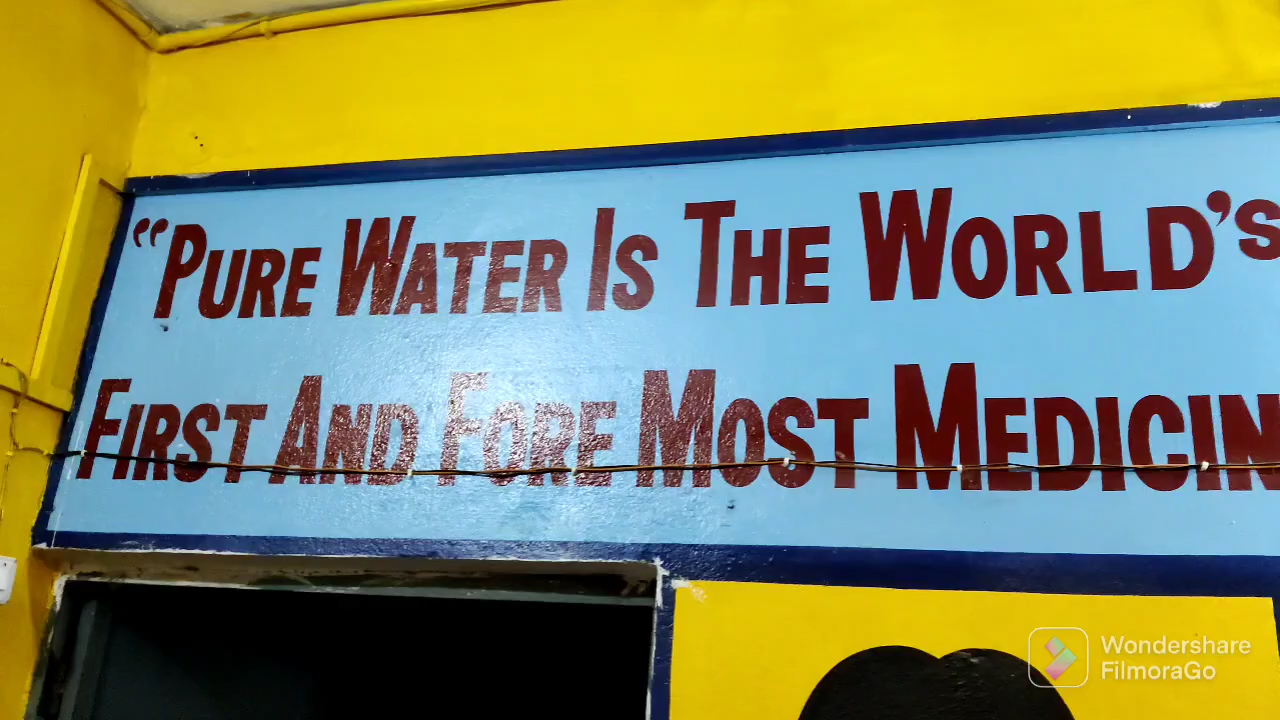 “Pure Water Is The World's
First And Fore Most Medicin
Wondershare
FilmoraGo